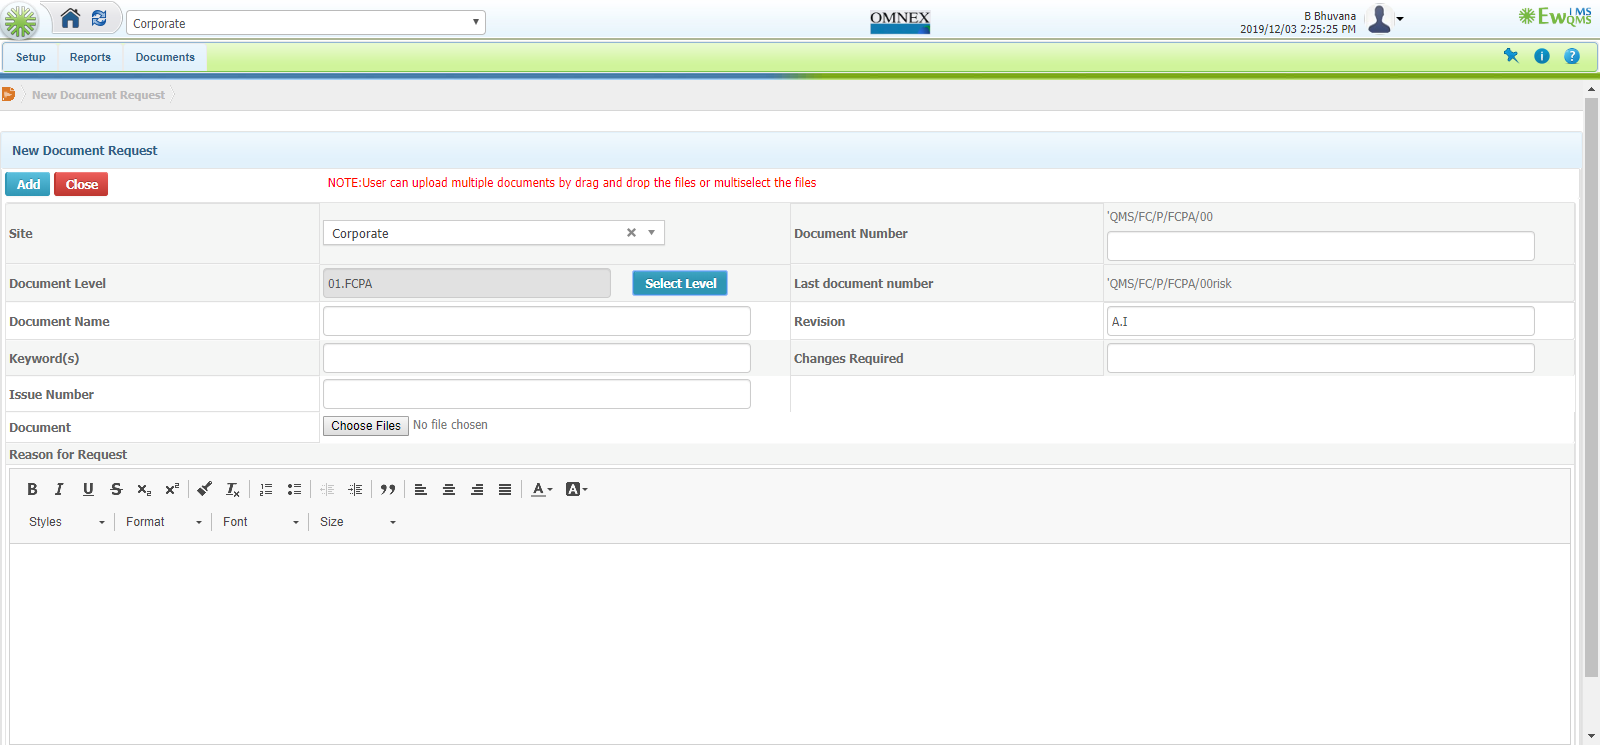 Corporate
OMNEX
B Bhuvana
2019/12/03 2:25:25 PM
EwQIMS
Setup Reports Documents
New Document Request
New Document Request
Add Close NOTE:User can upload multiple documents by drag and drop the files or multiselect the files
Site Corporate Document Number 'QMS/FC/P/FCPA/00
Document Level 01.FCPA Select Level Last document number 'QMS/FC/P/FCPA/00risk
Document Name Revision A.I
Keyword(s) Changes Required
Issue Number
Document Choose Files No file chosen
Reason for Request
B I U S x₂ x² Tx
Styles Format Font Size